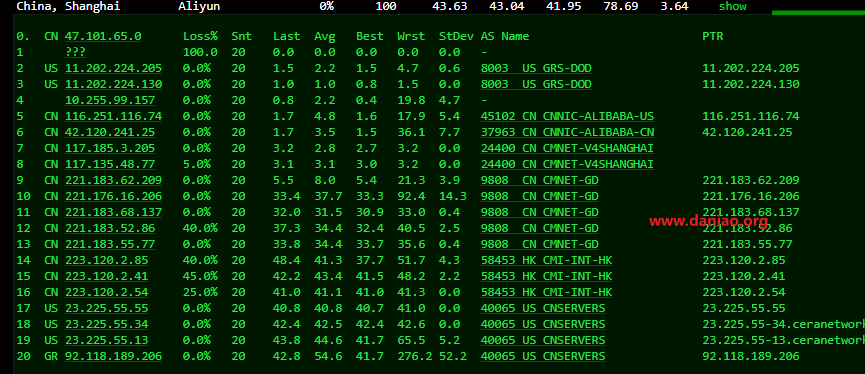 China, Shanghai Aliyun 0% 100 43.63 43.04 41.95 78.69 3.64 show
0. CN 47.101.65.0 Loss% Snt Last Avg Best Wrst StDev AS Name PTR
1 ??? 100.0 20 0.0 0.0 0.0 0.0 0.0 -
2 US 11.202.224.205 0.0% 20 1.5 2.2 1.5 4.7 0.6 8003 US GRS-DOD 11.202.224.205
3 US 11.202.224.130 0.0% 20 1.0 1.0 0.8 1.5 0.0 8003 US GRS-DOD 11.202.224.130
4 10.255.99.157 0.0% 20 0.8 2.2 0.4 19.8 4.7 -
5 CN 116.251.116.74 0.0% 20 1.7 4.8 1.6 17.9 5.4 45102 CN CNNIC-ALIBABA-US 116.251.116.74
6 CN 42.120.241.25 0.0% 20 1.7 3.5 1.5 36.1 7.7 37963 CN CNNIC-ALIBABA-CN 42.120.241.25
7 CN 117.185.3.205 0.0% 20 3.2 2.8 2.7 3.2 0.0 24400 CN CMNET-V4SHANGHAI
8 CN 117.135.48.77 5.0% 20 3.1 3.1 3.0 3.2 0.0 24400 CN CMNET-V4SHANGHAI
9 CN 221.183.62.209 0.0% 20 5.5 8.0 5.4 21.3 3.9 9808 CN CMNET-GD 221.183.62.209
10 CN 221.176.16.206 0.0% 20 33.4 37.7 33.3 92.4 14.3 9808 CN CMNET-GD 221.176.16.206
11 CN 221.183.68.137 0.0% 20 32.0 31.5 30.9 33.0 0.4 9808 CN CMNET-GD 221.183.68.137
www.daniao.org
12 CN 221.183.52.86 40.0% 20 37.3 34.4 32.4 40.5 2.5 9808 CN CMNET-GD 221.183.52.86
13 CN 221.183.55.77 0.0% 20 33.8 34.4 33.7 35.6 0.4 9808 CN CMNET-GD 221.183.55.77
14 CN 223.120.2.85 40.0% 20 48.4 41.3 37.7 51.7 4.3 58453 HK CMI-INT-HK 223.120.2.85
15 CN 223.120.2.41 45.0% 20 42.2 43.4 41.5 48.2 2.2 58453 HK CMI-INT-HK 223.120.2.41
16 CN 223.120.2.54 25.0% 20 41.0 41.1 41.0 41.3 0.0 58453 HK CMI-INT-HK 223.120.2.54
17 US 23.225.55.55 0.0% 20 40.8 40.8 40.7 41.0 0.0 40065 US CNSERVERS 23.225.55.55
18 US 23.225.55.34 0.0% 20 42.4 42.5 42.4 42.6 0.0 40065 US CNSERVERS 23.225.55-34.ceranetwork
19 US 23.225.55.13 0.0% 20 43.8 44.6 41.7 65.5 5.2 40065 US CNSERVERS 23.225.55-13.ceranetwork
20 GR 92.118.189.206 0.0% 20 42.8 54.6 41.7 276.2 52.2 40065 US CNSERVERS 92.118.189.206